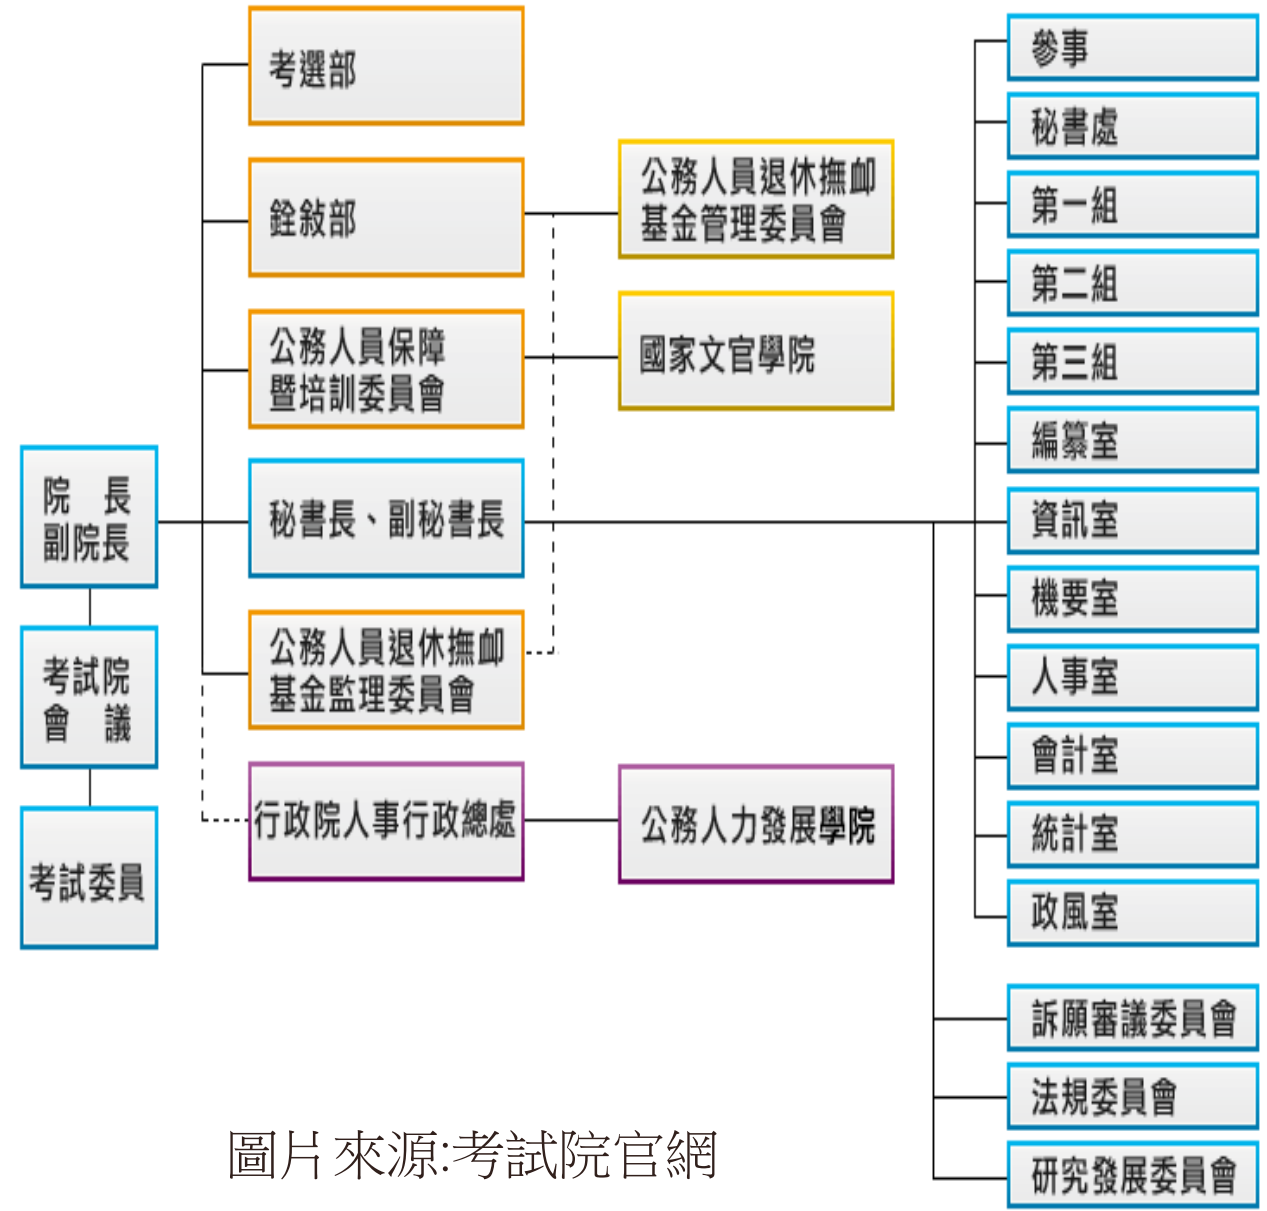 院　長
副院長
考試院
會　議
考試委員
考選部
銓敍部
公務人員保障
暨培訓委員會
秘書長、副秘書長
公務人員退休撫卹
基金監理委員會
行政院人事行政總處
公務人員退休撫卹
基金管理委員會
國家文官學院
公務人力發展學院
參事
秘書處
第一組
第二組
第三組
編纂室
資訊室
機要室
人事室
會計室
統計室
政風室
訴願審議委員會
法規委員會
研究發展委員會
圖片來源:考試院官網